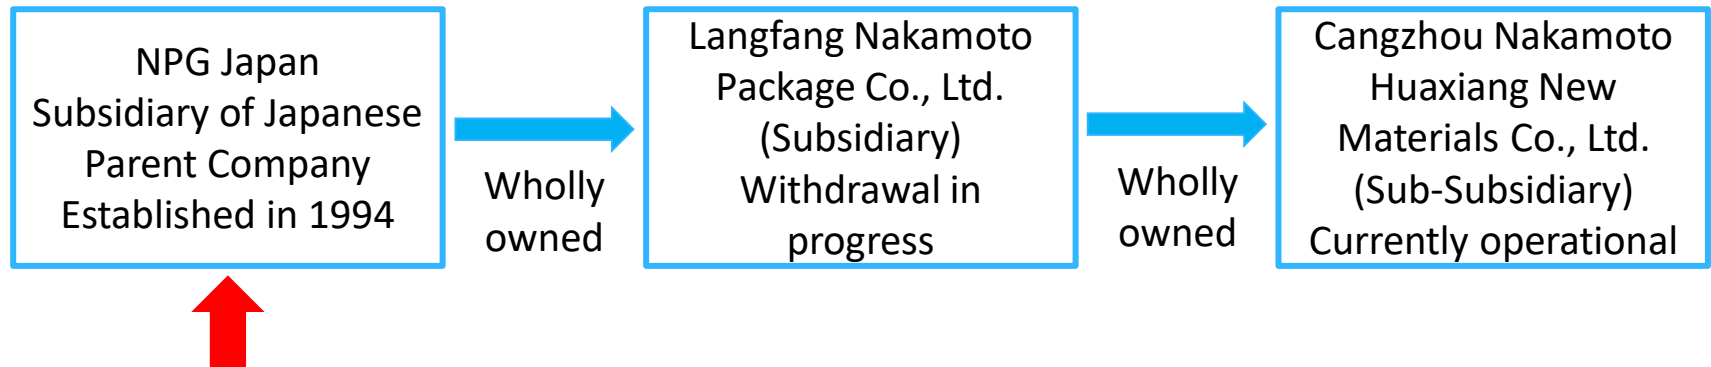 NPG Japan
Subsidiary of Japanese
Parent Company
Established in 1994
Wholly
owned
Langfang Nakamoto
Package Co., Ltd.
(Subsidiary)
Withdrawal in
progress
Wholly
owned
Cangzhou Nakamoto
Huaxiang New
Materials Co., Ltd.
(Sub-Subsidiary)
Currently operational